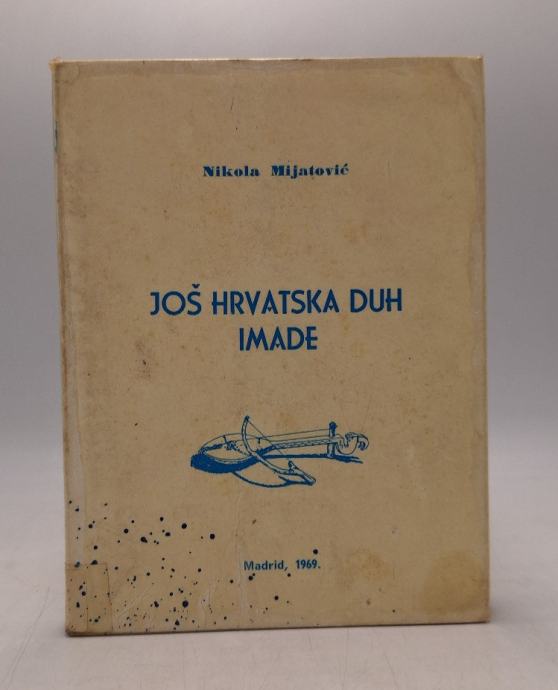 Nikola Mijatović
JOŠ HRVATSKA DUH
IMADE
Madrid, 1969.